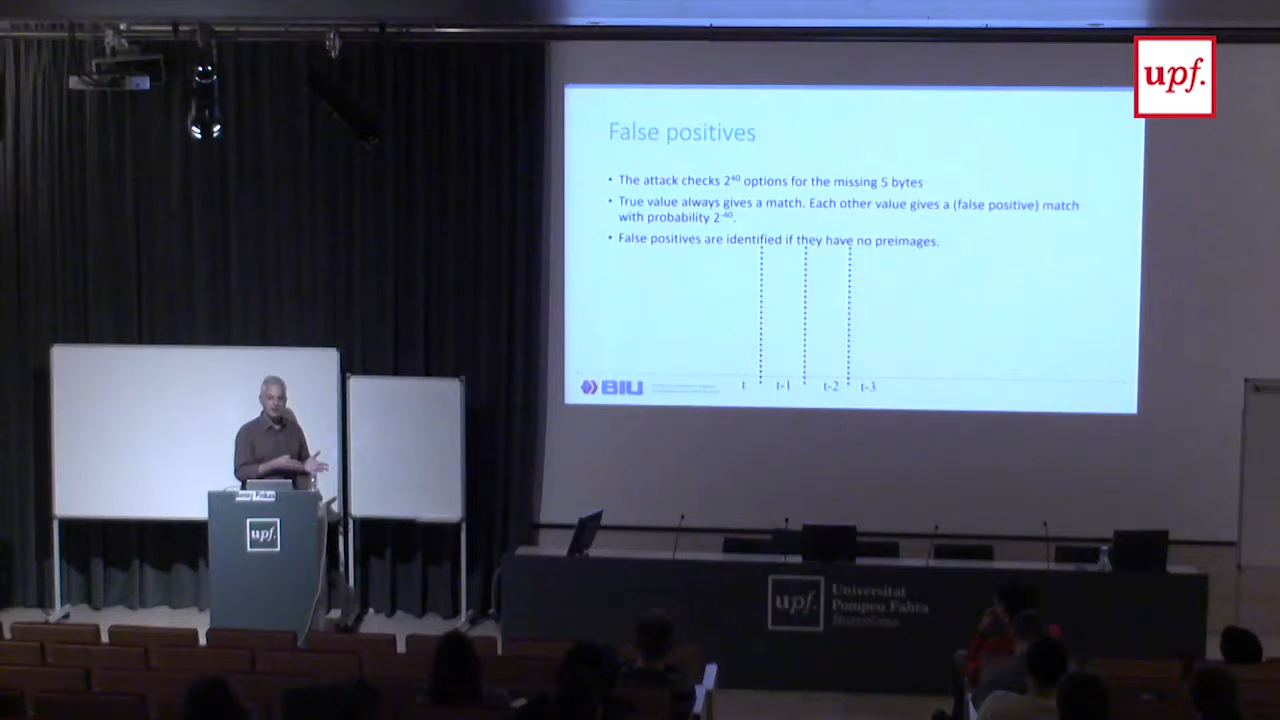 upf.
False positives
• The attack checks 2⁴⁰ options for the missing 5 bytes
• True value always gives a match. Each other value gives a (false positive) match
with probability 2⁻⁴⁰.
• False positives are identified if they have no preimages.
t t-1 t-2 t-3
BIU
Benny Pinkas
upf.
upf.
Universitat
Pompeu Fabra
Barcelona